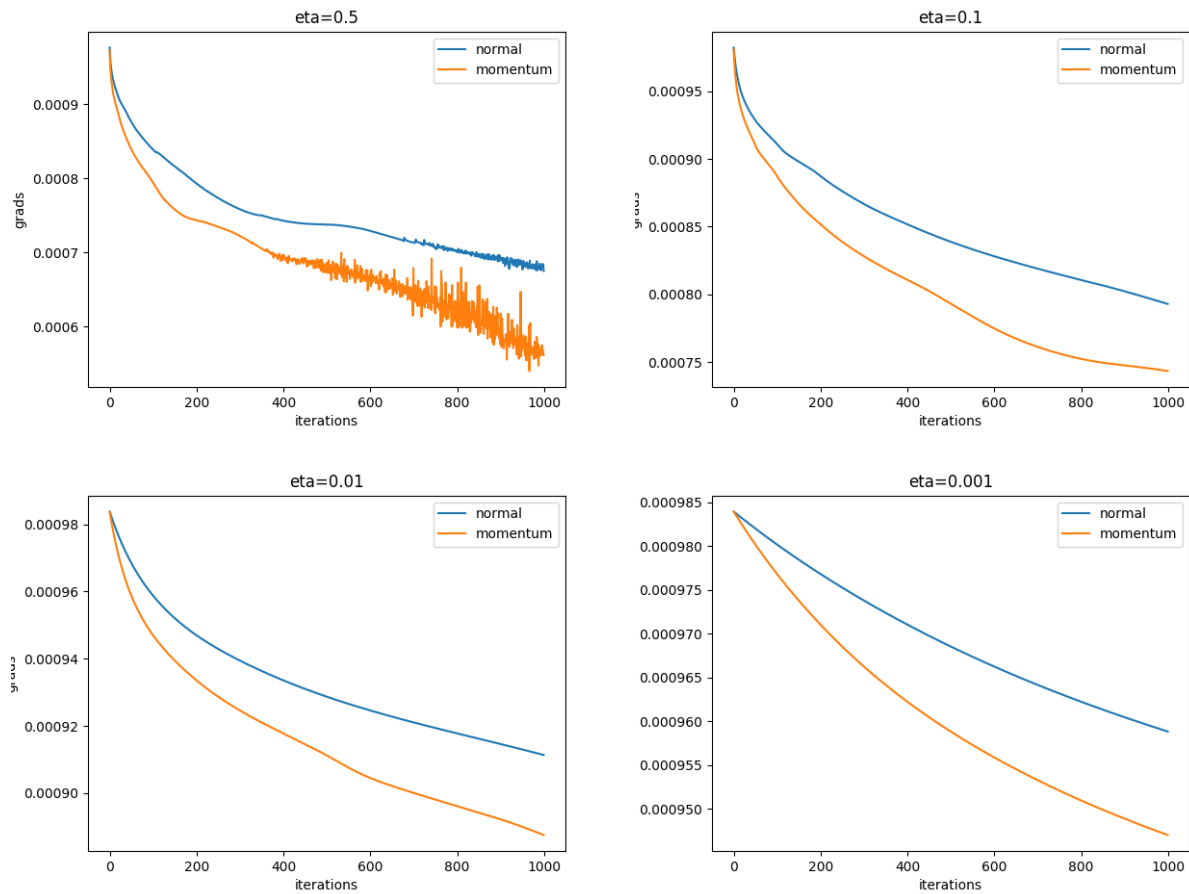 eta=0.5
normal
momentum
0.0009
0.0008
0.0007
0.0006
grads
0 200 400 600 800 1000
iterations
eta=0.1
normal
momentum
0.00095
0.00090
0.00085
0.00080
0.00075
grads
0 200 400 600 800 1000
iterations
eta=0.01
normal
momentum
0.00098
0.00096
0.00094
0.00092
0.00090
grads
0 200 400 600 800 1000
iterations
eta=0.001
normal
momentum
0.000985
0.000980
0.000975
0.000970
0.000965
0.000960
0.000955
0.000950
0 200 400 600 800 1000
iterations